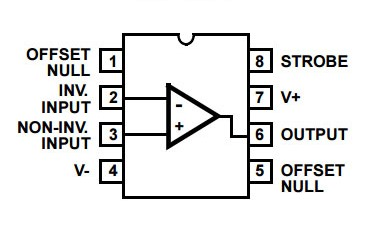 OFFSET
NULL
1
8
STROBE
INV.
INPUT
2
-
7
V+
NON-INV.
INPUT
3
+
6
OUTPUT
V-
4
5
OFFSET
NULL